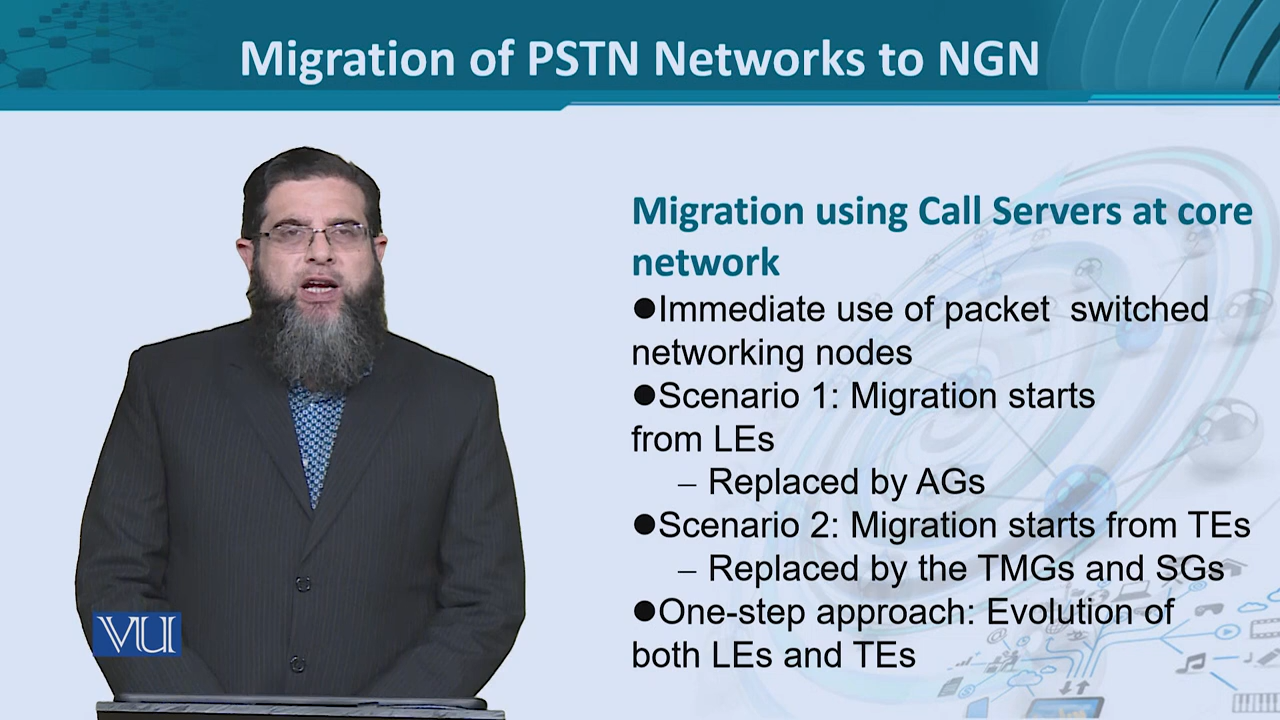 Migration of PSTN Networks to NGN
Migration using Call Servers at core
network
●Immediate use of packet  switched
networking nodes
●Scenario 1: Migration starts
from LEs
– Replaced by AGs
●Scenario 2: Migration starts from TEs
– Replaced by the TMGs and SGs
●One-step approach: Evolution of
both LEs and TEs
VU